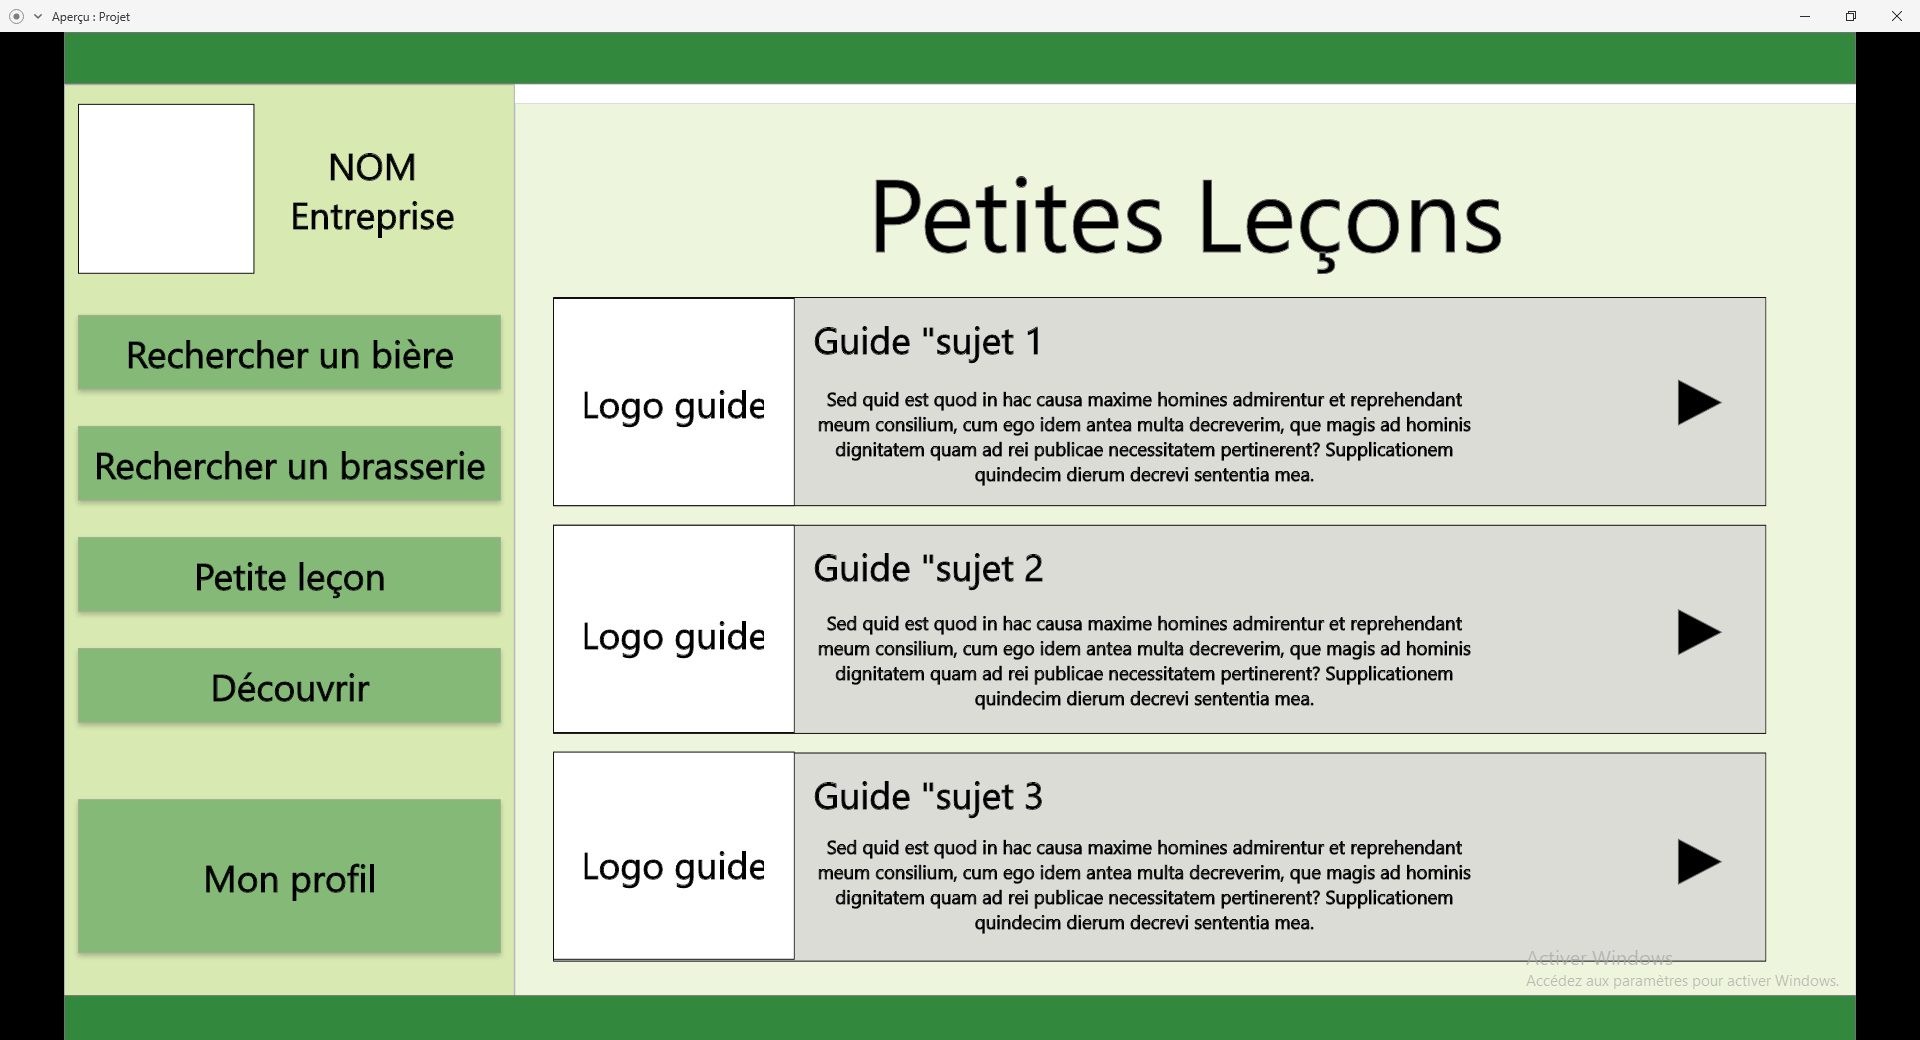 Aperçu : Projet
NOM
Entreprise
Rechercher un bière
Rechercher un brasserie
Petite leçon
Découvrir
Mon profil
Petites Leçons
Logo guide
Guide "sujet 1
Sed quid est quod in hac causa maxime homines admirentur et reprehendant
meum consilium, cum ego idem antea multa decreverim, que magis ad hominis
dignitatem quam ad rei publicae necessitatem pertinerent? Supplicationem
quindecim dierum decrevi sententia mea.
Logo guide
Guide "sujet 2
Sed quid est quod in hac causa maxime homines admirentur et reprehendant
meum consilium, cum ego idem antea multa decreverim, que magis ad hominis
dignitatem quam ad rei publicae necessitatem pertinerent? Supplicationem
quindecim dierum decrevi sententia mea.
Logo guide
Guide "sujet 3
Sed quid est quod in hac causa maxime homines admirentur et reprehendant
meum consilium, cum ego idem antea multa decreverim, que magis ad hominis
dignitatem quam ad rei publicae necessitatem pertinerent? Supplicationem
quindecim dierum decrevi sententia mea.
Activer Windows
Accédez aux paramètres pour activer Windows.